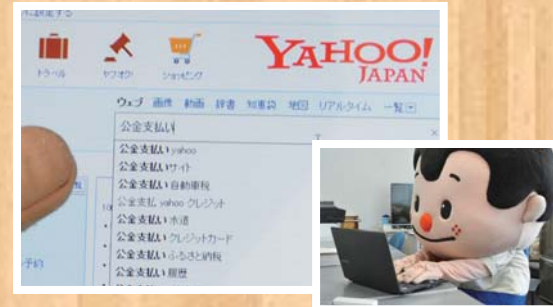 トラベル
ヤフオク!
ショッピング
YAHOO!
JAPAN
ウェブ 画像 動画 辞書 知恵袋 地図 リアルタイム 一覧
公金支払い
公金支払い yahoo
公金支払いサイト
公金支払い 自動車税
公金支払 yahoo クレジット
公金支払い 水道
公金支払い クレジットカード
公金支払い ふるさと納税
公金支払い 履歴
予約